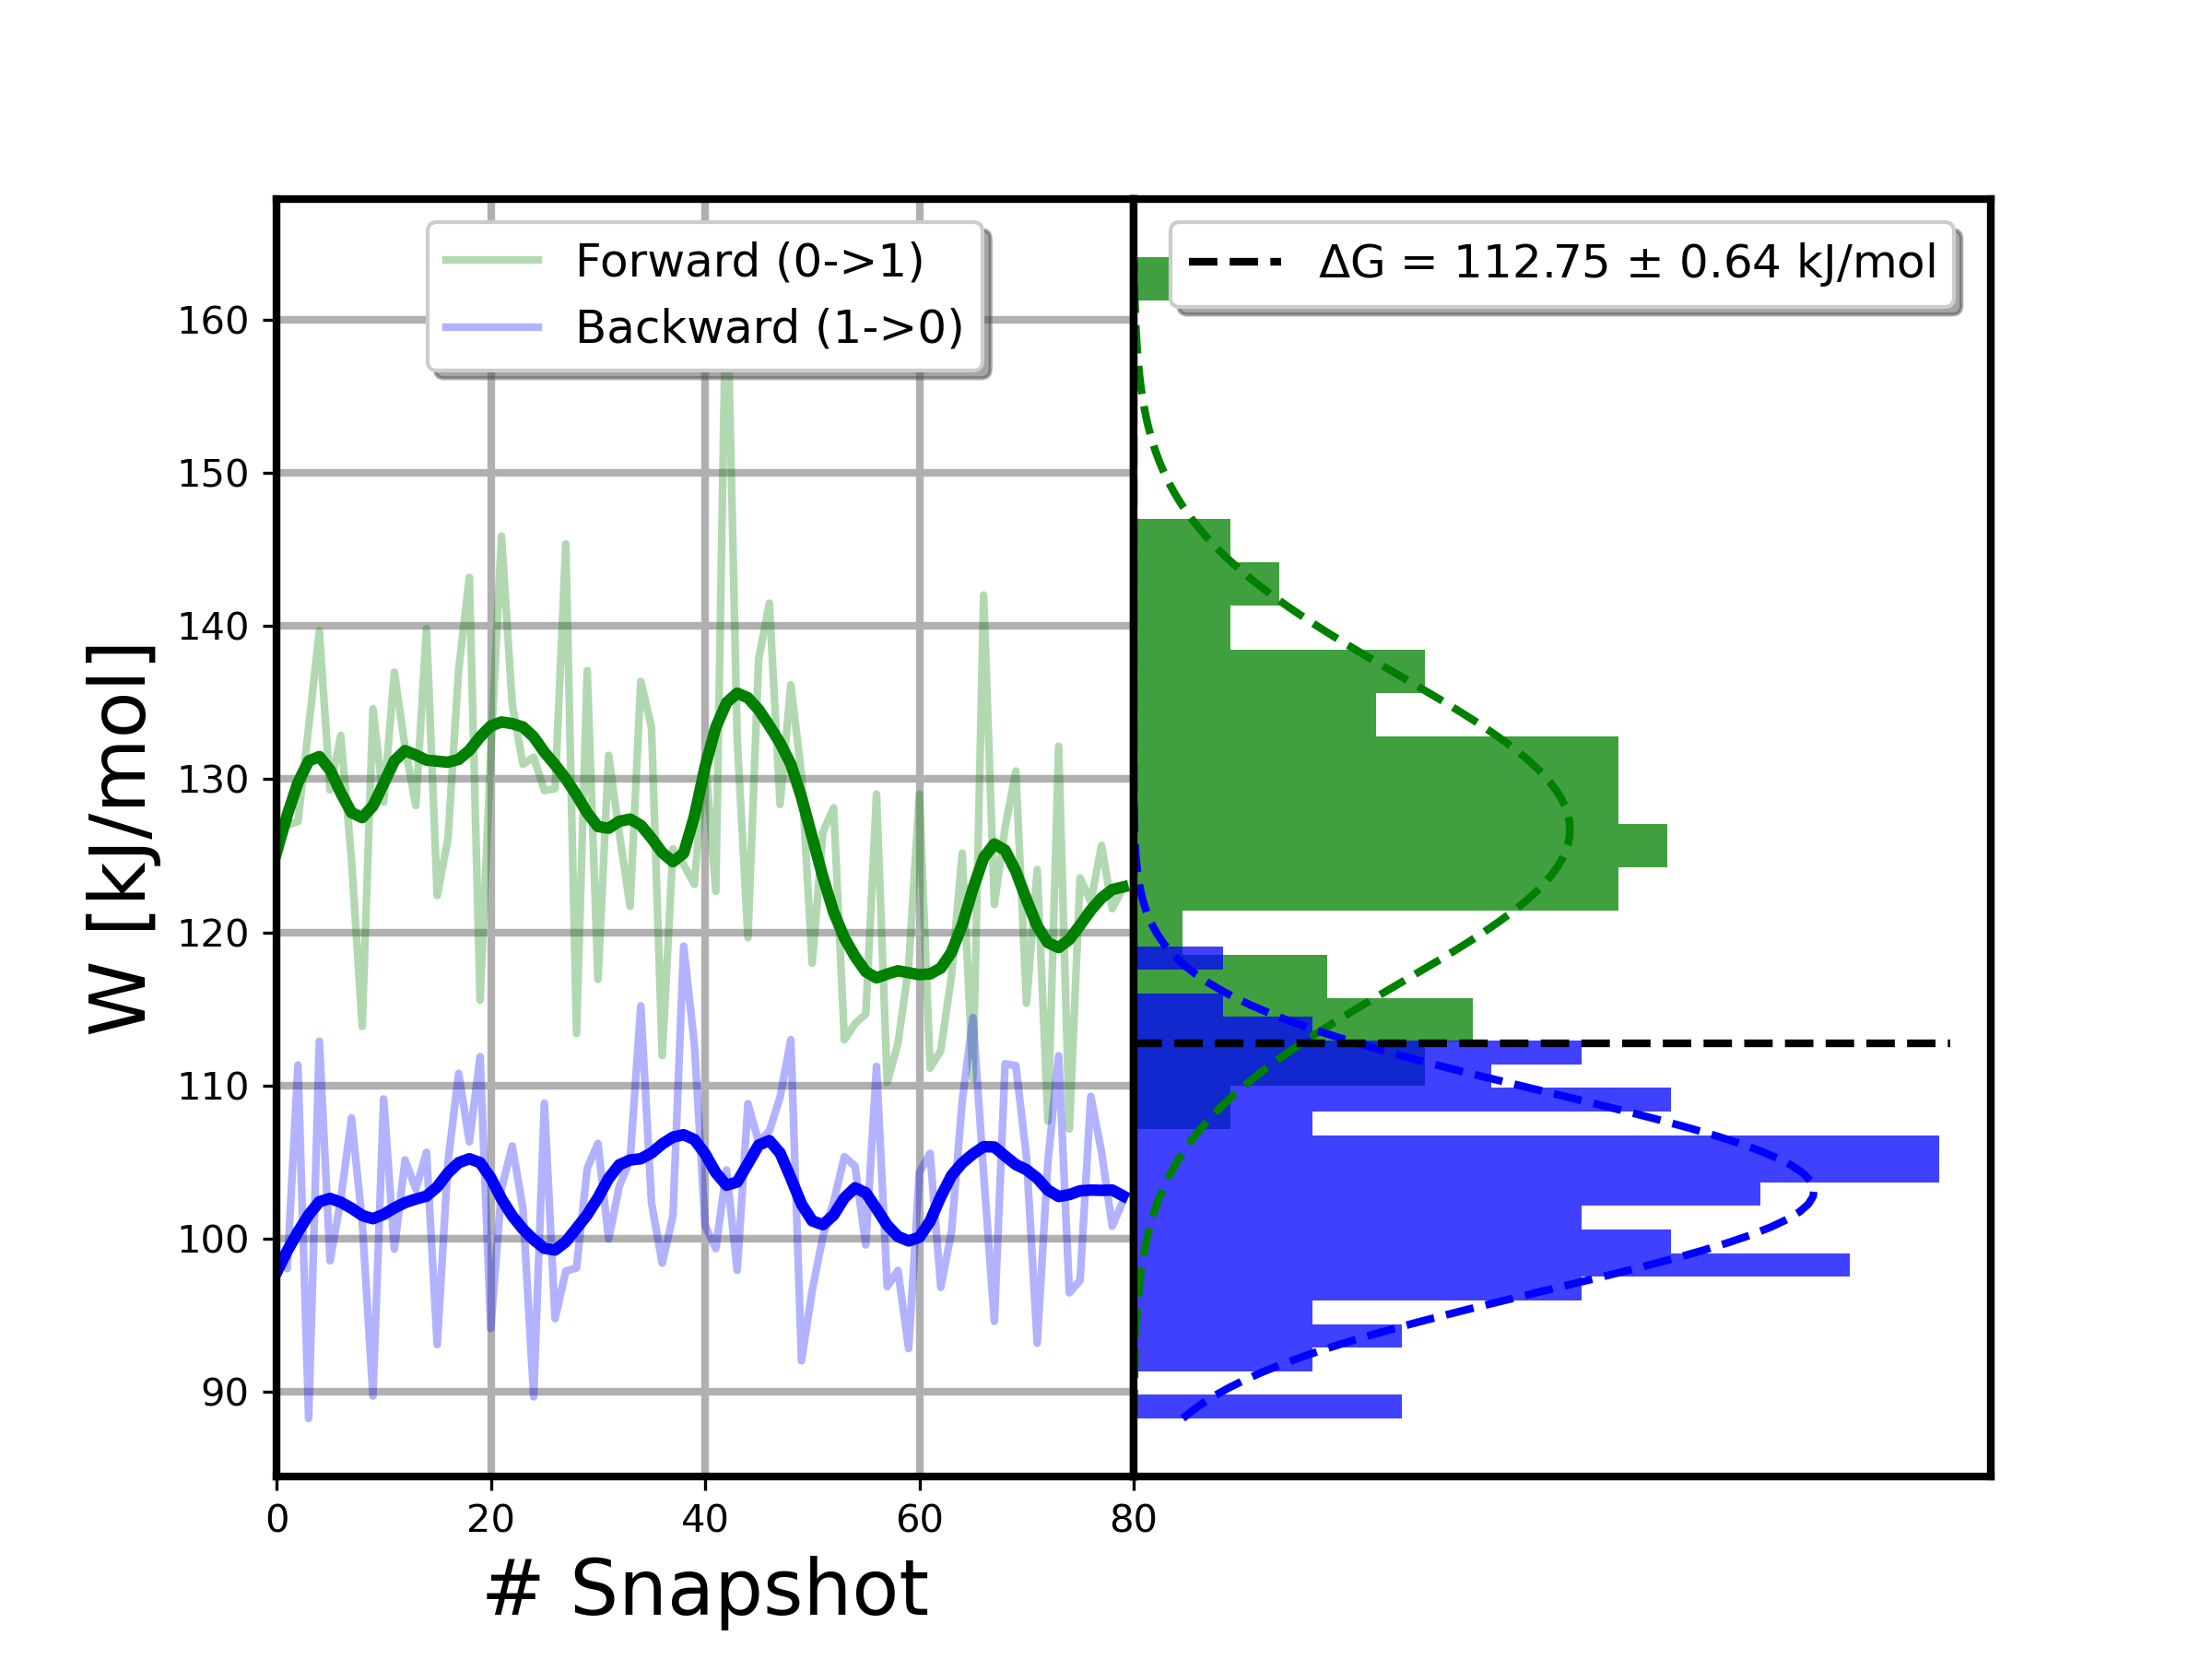 Forward (0->1)
Backward (1->0)
ΔG = 112.75 ± 0.64 kJ/mol
W [kJ/mol]
160
150
140
130
120
110
100
90
0 20 40 60 80
# Snapshot